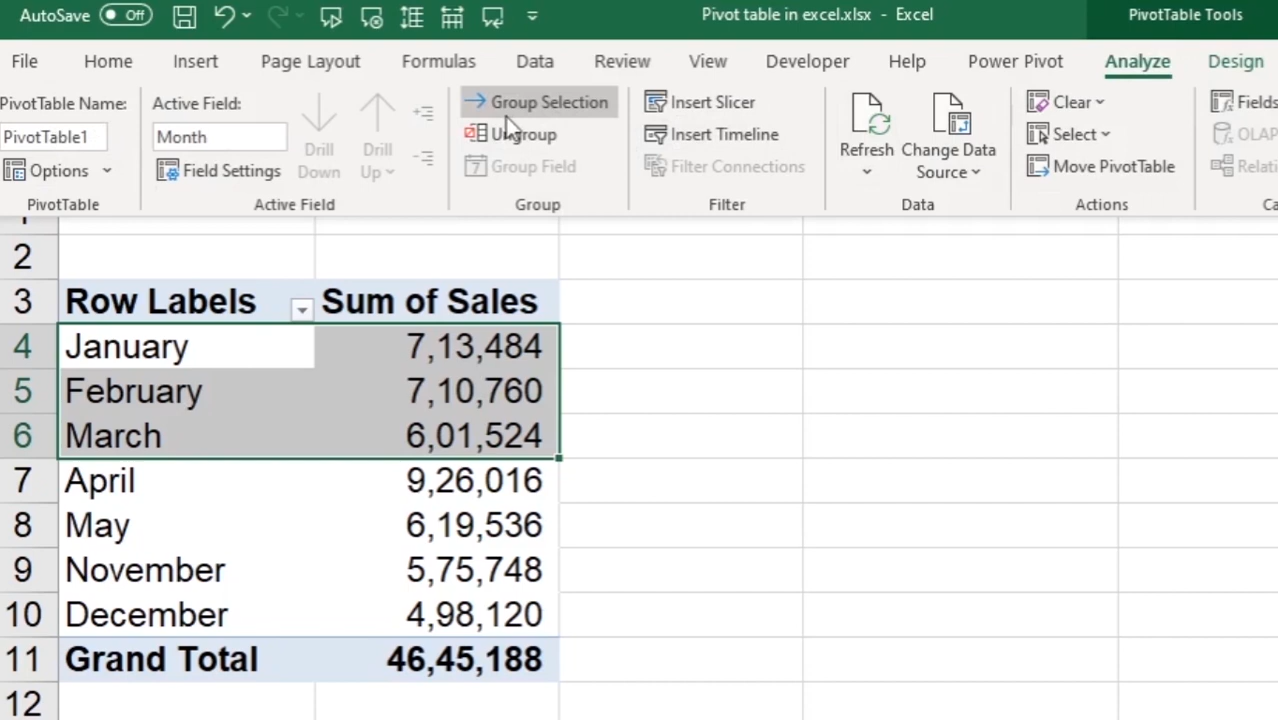 AutoSave Off Pivot table in excel.xlsx - Excel PivotTable Tools
File Home Insert Page Layout Formulas Data Review View Developer Help Power Pivot Analyze Design
PivotTable Name: Active Field: Group Selection Insert Slicer Clear Fields
PivotTable1 Month Ungroup Insert Timeline Select OLAP
Options Field Settings Drill Down Drill Up 7 Group Field Filter Connections Refresh Change Data Source Move PivotTable
PivotTable Active Field Group Filter Data Actions
2
3 Row Labels Sum of Sales
4 January 7,13,484
5 February 7,10,760
6 March 6,01,524
7 April 9,26,016
8 May 6,19,536
9 November 5,75,748
10 December 4,98,120
11 Grand Total 46,45,188
12